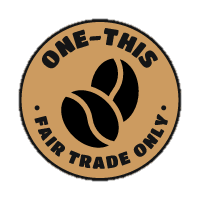 ONE-THIS
• FAIR TRADE ONLY •